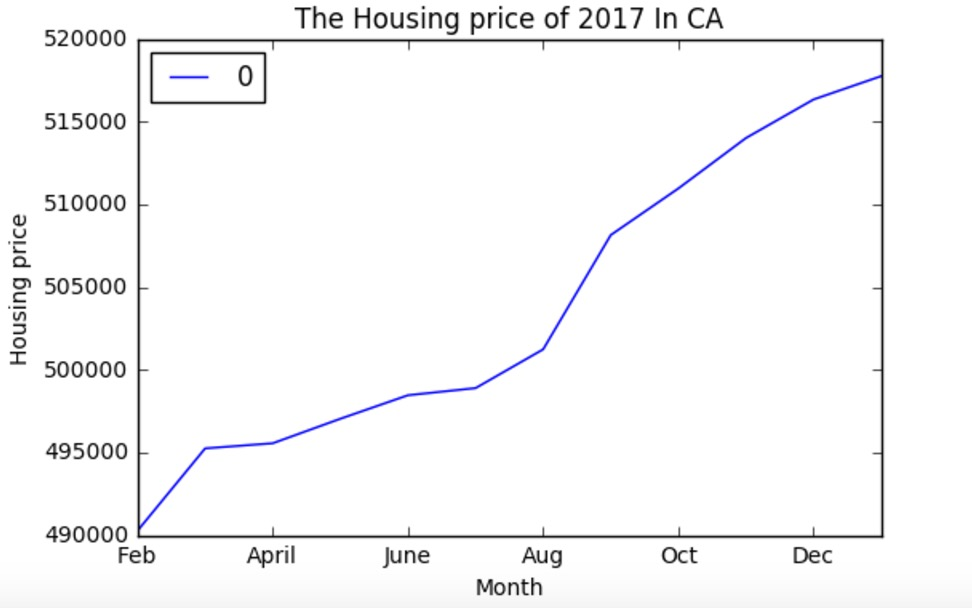 The Housing price of 2017 In CA
520000
0
515000
510000
505000
500000
495000
490000
Housing price
Feb April June Aug Oct Dec
Month